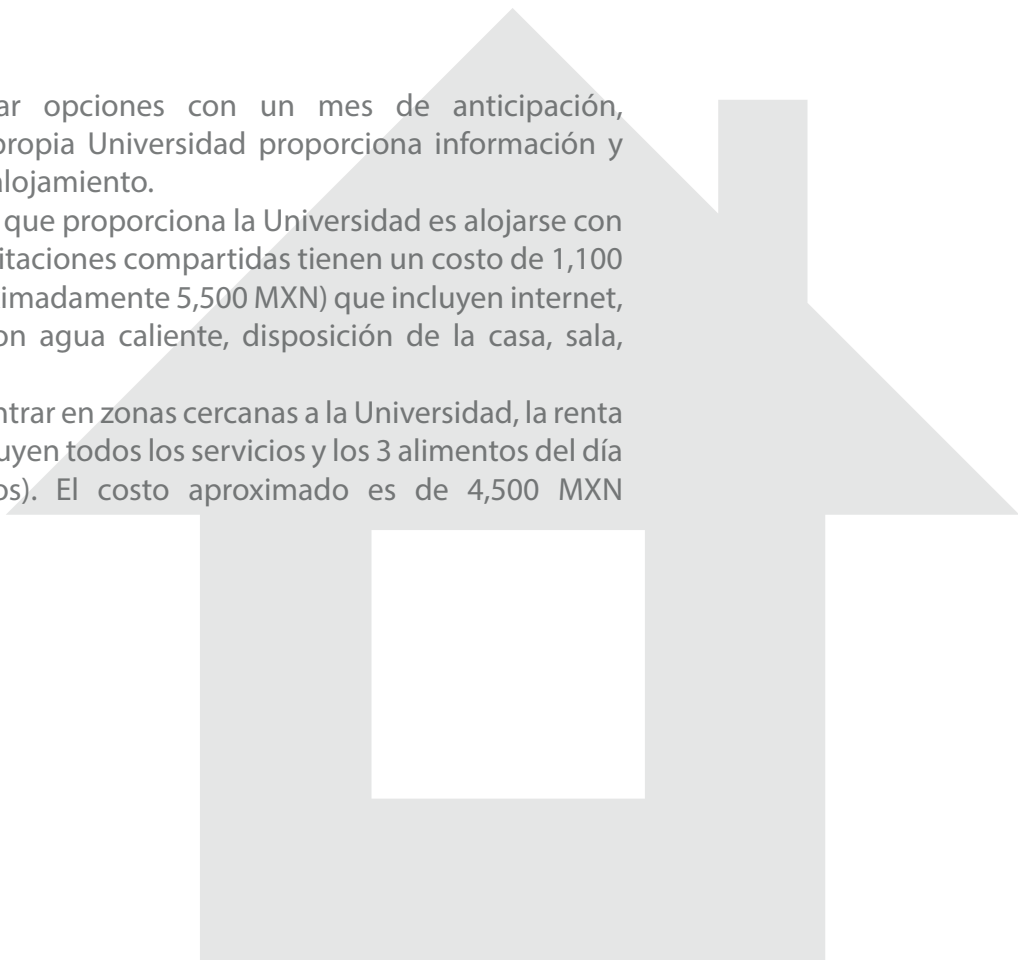 ar opciones con un mes de anticipación,
propia Universidad proporciona información y
alojamiento.
que proporciona la Universidad es alojarse con
itaciones compartidas tienen un costo de 1,100
imadamente 5,500 MXN) que incluyen internet,
on agua caliente, disposición de la casa, sala,
ntrar en zonas cercanas a la Universidad, la renta
uyen todos los servicios y los 3 alimentos del día
os). El costo aproximado es de 4,500 MXN